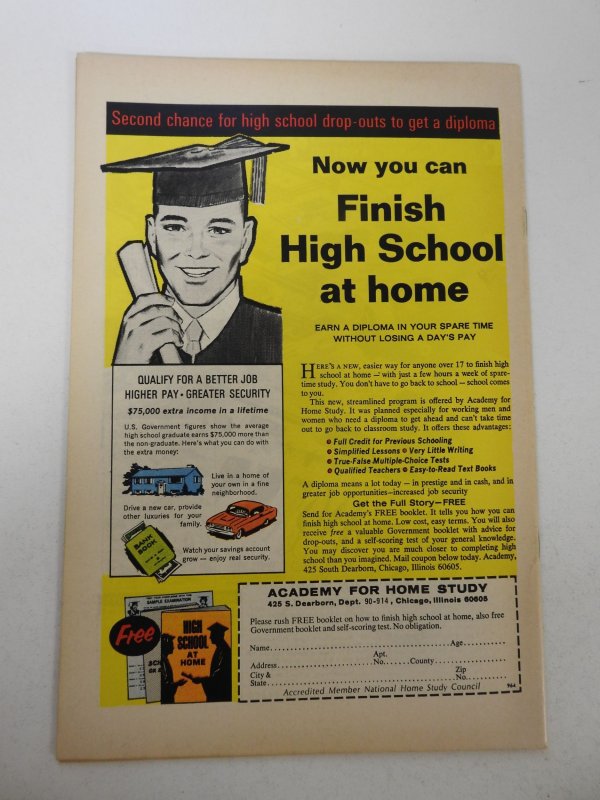 Second chance for high school drop-outs to get a diploma
Now you can
Finish
High School
at home
EARN A DIPLOMA IN YOUR SPARE TIME
WITHOUT LOSING A DAY'S PAY
HERE'S A NEW, easier way for anyone over 17 to finish high
school at home — with just a few hours a week of spare-
time study. You don't have to go back to school — school comes
to you.
This new, streamlined program is offered by Academy for
Home Study. It was planned especially for working men and
women who need a diploma to get ahead and can't take time
out to go back to classroom study. It offers these advantages:
• Full Credit for Previous Schooling
• Simplified Lessons • Very Little Writing
• True-False Multiple-Choice Tests
• Qualified Teachers • Easy-to-Read Text Books
A diploma means a lot today — in prestige and in cash, and in
greater job opportunities—increased job security
Get the Full Story—FREE
Send for Academy's FREE booklet. It tells you how you can
finish high school at home. Low cost, easy terms. You will also
receive free a valuable Government booklet with advice for
drop-outs, and a self-scoring test of your general knowledge.
You may discover you are much closer to completing high
school than you imagined. Mail coupon below today. Academy,
425 South Dearborn, Chicago, Illinois 60605.
QUALIFY FOR A BETTER JOB
HIGHER PAY · GREATER SECURITY
$75,000 extra income in a lifetime
U.S. Government figures show the average
high school graduate earns $75,000 more than
the non-graduate. Here's what you can do with
the extra money:
Live in a home of
your own in a fine
neighborhood.
Drive a new car, provide
other luxuries for your
family.
BANK
BOOK
Watch your savings account
grow — enjoy real security.
SAMPLE EXAMINATION
Free
HIGH
SCHOOL
AT
HOME
ACADEMY FOR HOME STUDY
425 S. Dearborn, Dept. 90-914, Chicago, Illinois 60605
Please rush FREE booklet on how to finish high school at home, also free
Government booklet and self-scoring test. No obligation.
Name.......... Age..........
Apt.
Address.......... No....... County..........
City & Zip
State.......... No..........
Accredited Member National Home Study Council